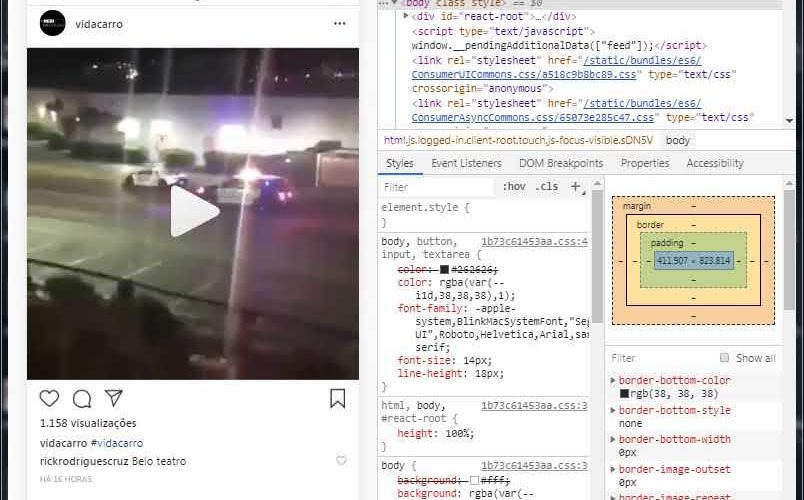 <body class style> == $0
vidacarro
<div id="react-root">…</div>
<script type="text/javascript">
window.__pendingAdditionalData(["feed"]);</script>
<link rel="stylesheet" href="/static/bundles/es6/
ConsumerUICommons.css/a518c9b8bc89.css" type="text/css"
crossorigin="anonymous">
<link rel="stylesheet" href="/static/bundles/es6/
ConsumerAsyncCommons.css/65073e285c47.css" type="text/css"
html.js.logged-in.client-root.touch.js-focus-visible.sDN5V body
Styles Event Listeners DOM Breakpoints Properties Accessibility
Filter :hov .cls +
element.style {
}
body, button, 1b73c61453aa.css:4
input, textarea {
color: #262626;
color: rgba(var(--
i1d,38,38,38),1);
font-family: -apple-
system,BlinkMacSystemFont,"Seg
UI",Roboto,Helvetica,Arial,san
serif;
font-size: 14px;
line-height: 18px;
}
html, body, 1b73c61453aa.css:3
#react-root {
height: 100%;
}
body { 1b73c61453aa.css:3
background: #fff;
background: rgba(var(--
margin –
border –
padding –
411.907 × 823.814
Filter Show all
border-bottom-color
rgb(38, 38, 38)
border-bottom-style
none
border-bottom-width
0px
border-image-outset
0px
border-image-repeat
1.158 visualizações
vidacarro #vidacarro
rickrodriguescruz Belo teatro
HÁ 16 HORAS